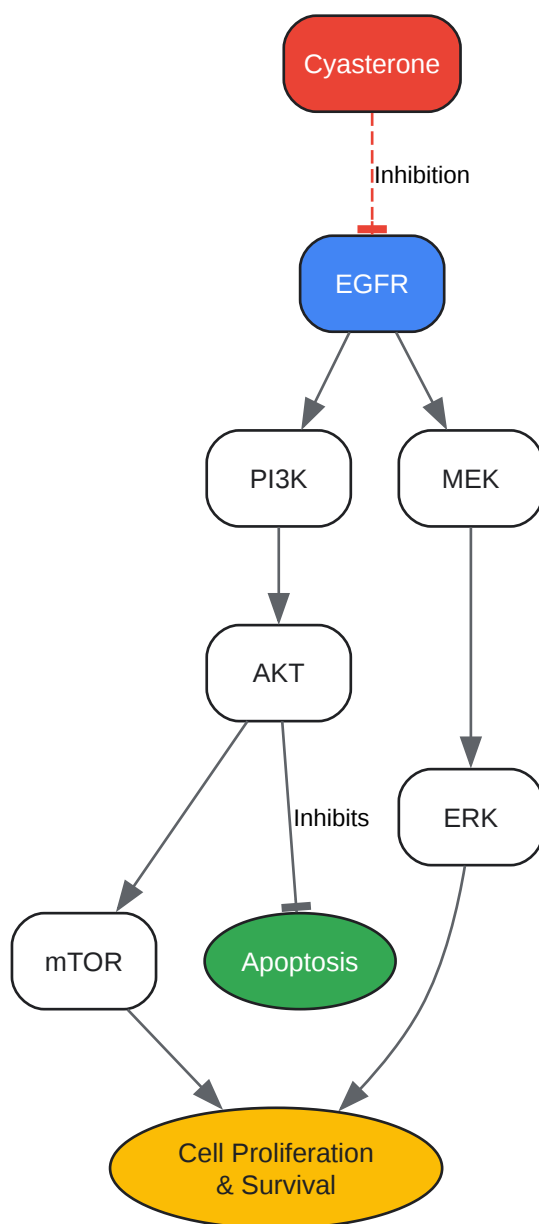 Cyasterone
Inhibition
EGFR
PI3K
MEK
AKT
Inhibits
ERK
mTOR
Apoptosis
Cell Proliferation
& Survival